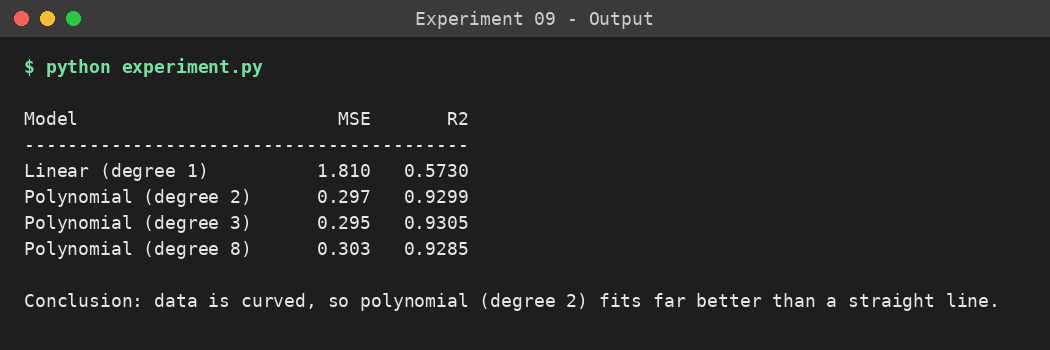 Experiment 09 - Output
$ python experiment.py
Model                        MSE       R2
-----------------------------------------
Linear (degree 1)          1.810   0.5730
Polynomial (degree 2)      0.297   0.9299
Polynomial (degree 3)      0.295   0.9305
Polynomial (degree 8)      0.303   0.9285
Conclusion: data is curved, so polynomial (degree 2) fits far better than a straight line.